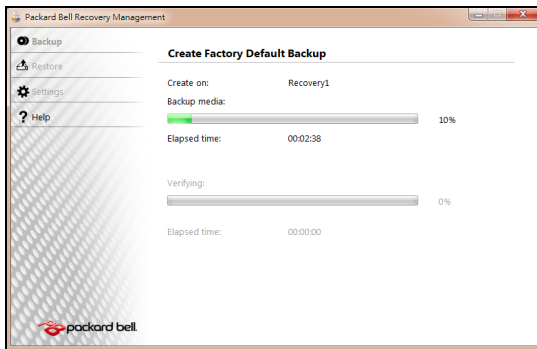 Packard Bell Recovery Management
Backup
Restore
Settings
Help
Create Factory Default Backup
Create on: Recovery1
Backup media:
10%
Elapsed time: 00:02:38
Verifying:
0%
Elapsed time: 00:00:00
packard bell.